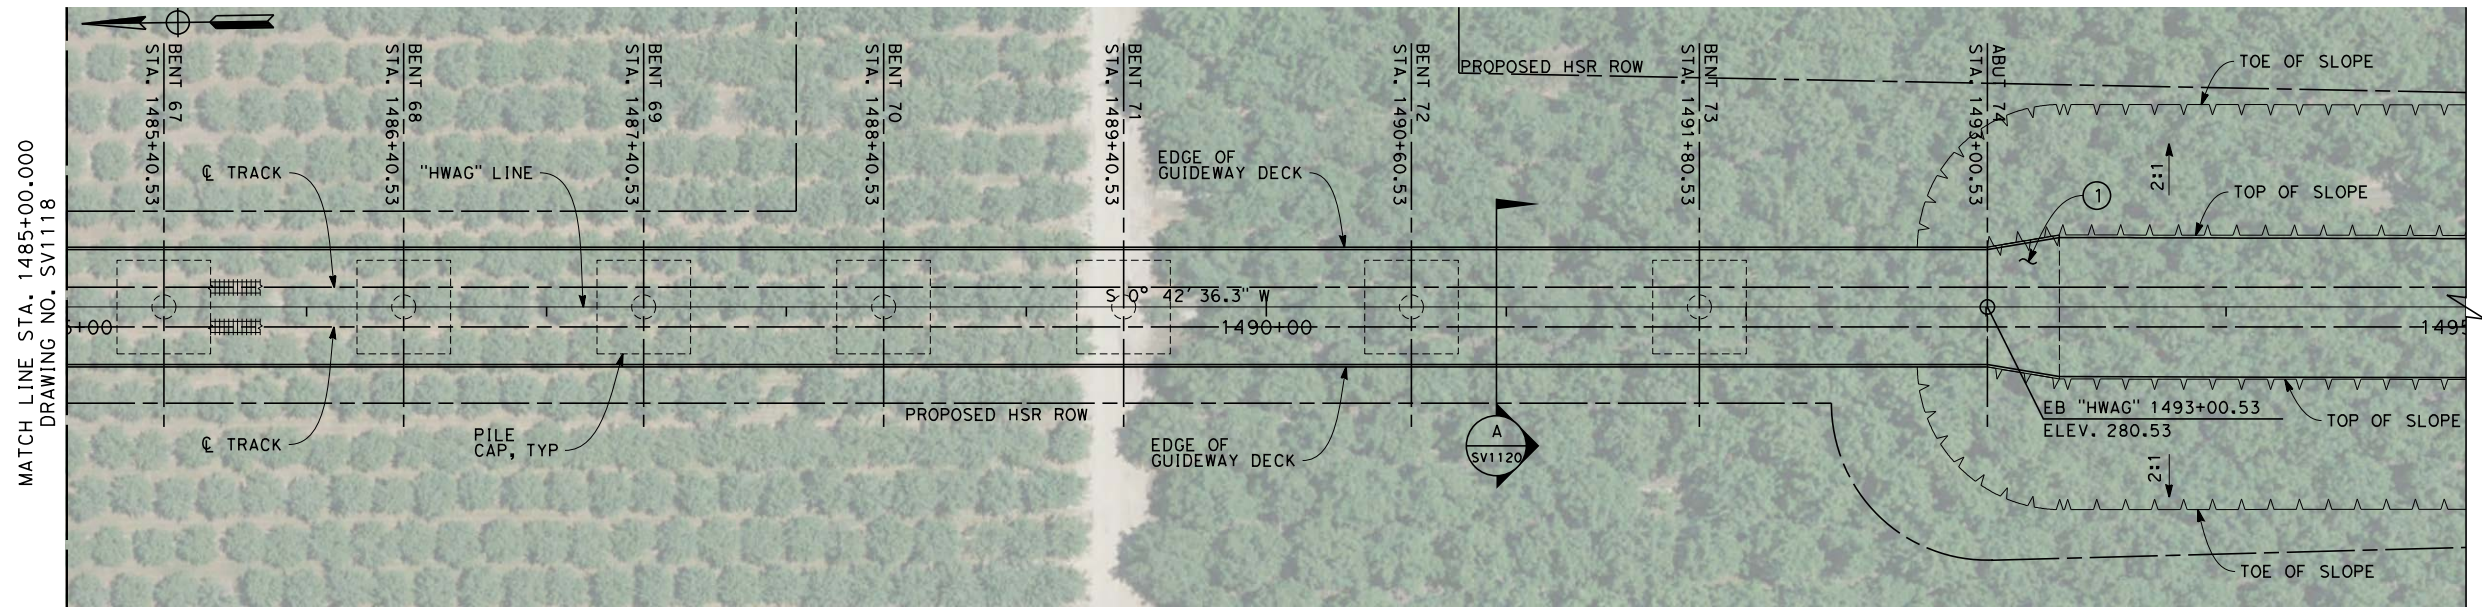 MATCH LINE STA. 1485+00.000
DRAWING NO. SV1118
BENT 67
STA. 1485+40.53
BENT 68
STA. 1486+40.53
BENT 69
STA. 1487+40.53
BENT 70
STA. 1488+40.53
BENT 71
STA. 1489+40.53
BENT 72
STA. 1490+60.53
BENT 73
STA. 1491+80.53
ABUT 74
STA. 1493+00.53
PROPOSED HSR ROW
TOE OF SLOPE
℄ TRACK
"HWAG" LINE
EDGE OF
GUIDEWAY DECK
2:1
TOP OF SLOPE
1
S 0° 42' 36.3" W
5+00
1490+00
1495
PROPOSED HSR ROW
℄ TRACK
PILE
CAP, TYP
EDGE OF
GUIDEWAY DECK
A
SV1120
EB "HWAG" 1493+00.53
ELEV. 280.53
TOP OF SLOPE
2:1
TOE OF SLOPE